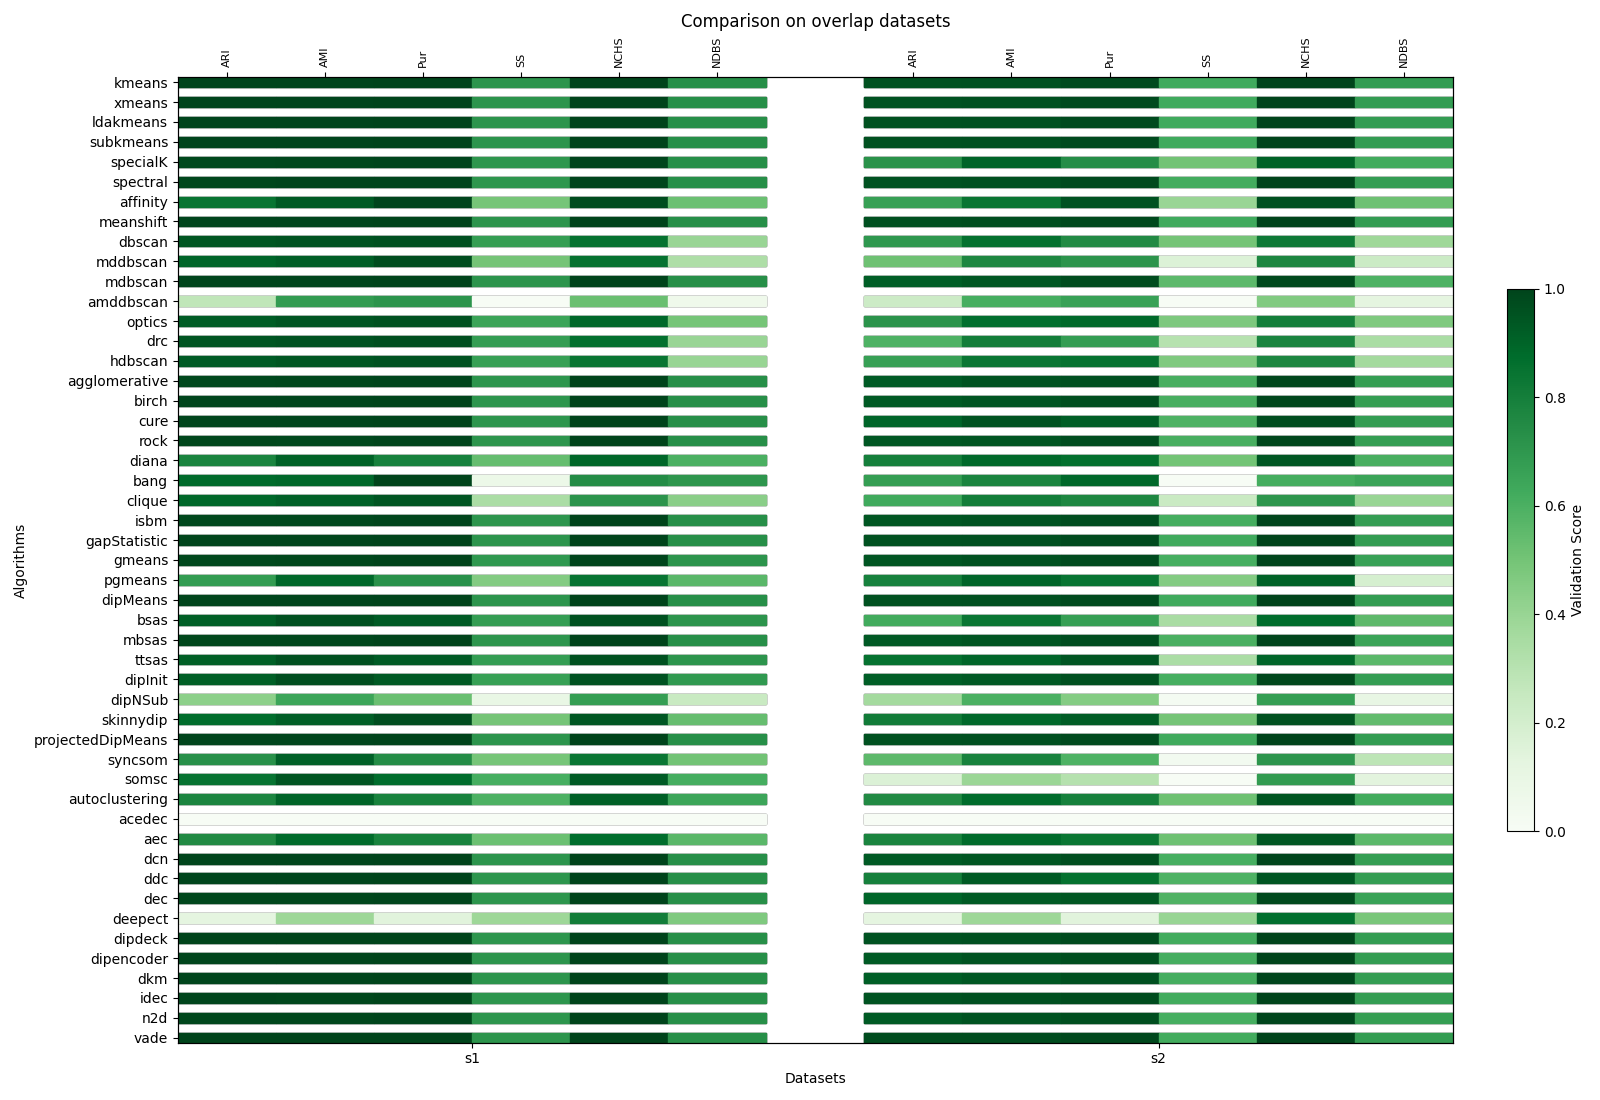 Comparison on overlap datasets
ARI AMI Pur SS NCHS NDBS ARI AMI Pur SS NCHS NDBS
kmeans
xmeans
ldakmeans
subkmeans
specialK
spectral
affinity
meanshift
dbscan
mddbscan
mdbscan
amddbscan
optics
drc
hdbscan
agglomerative
birch
cure
rock
diana
bang
clique
isbm
gapStatistic
gmeans
pgmeans
dipMeans
bsas
mbsas
ttsas
dipInit
dipNSub
skinnydip
projectedDipMeans
syncsom
somsc
autoclustering
acedec
aec
dcn
ddc
dec
deepect
dipdeck
dipencoder
dkm
idec
n2d
vade
Algorithms
s1 s2
Datasets
1.0
0.8
0.6
0.4
0.2
0.0
Validation Score